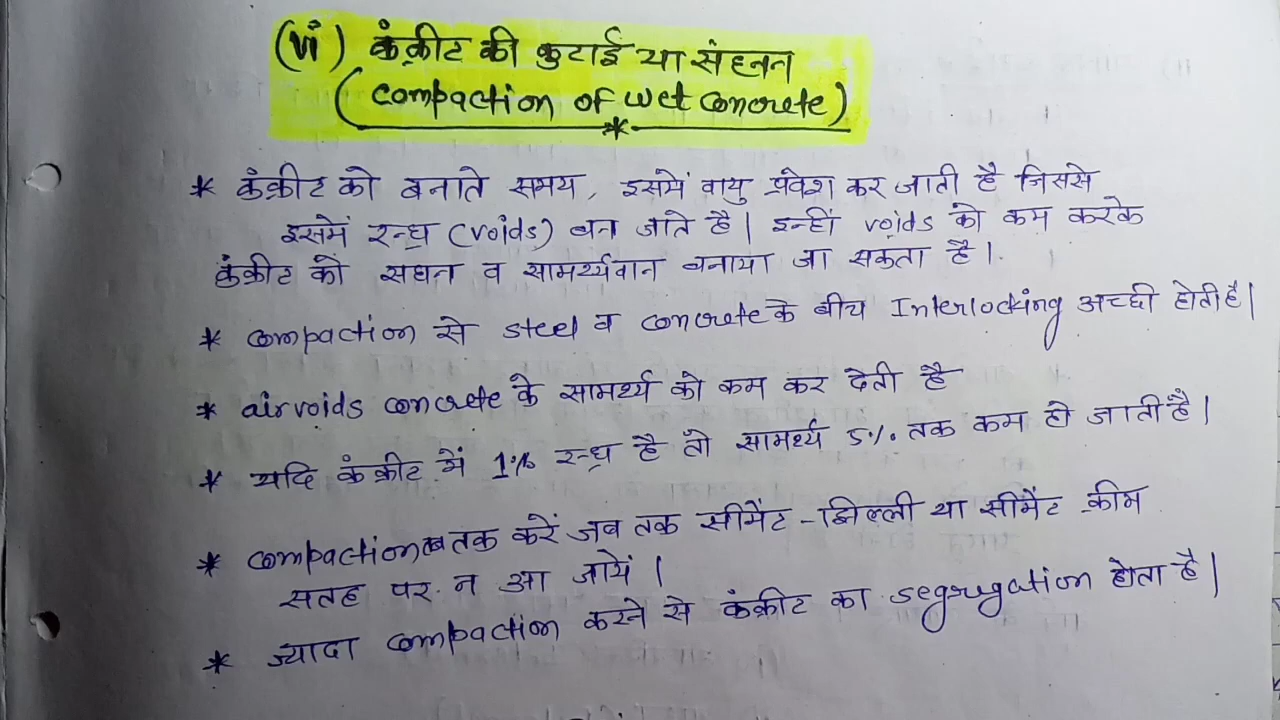 (vi) कंक्रीट की कुटाई या संहनन
(Compaction of wet concrete)
* कंक्रीट को बनाते समय, इसमें वायु प्रवेश कर जाती है जिससे
इसमें रन्ध्र (voids) बन जाते है। इन्हीं voids को कम करके
कंक्रीट को सघन व सामर्थ्यवान बनाया जा सकता है।
* compaction से steel व concrete के बीच Interlocking अच्छी होती है।
* airvoids concrete के सामर्थ्य को कम कर देती है
* यदि कंक्रीट में 1% रन्ध्र है तो सामर्थ्य 5% तक कम हो जाती है।
* compaction तब तक करें जब तक सीमेंट-झिल्ली या सीमेंट क्रीम
सतह पर न आ जाये।
* ज्यादा compaction करने से कंक्रीट का segregation होता है।